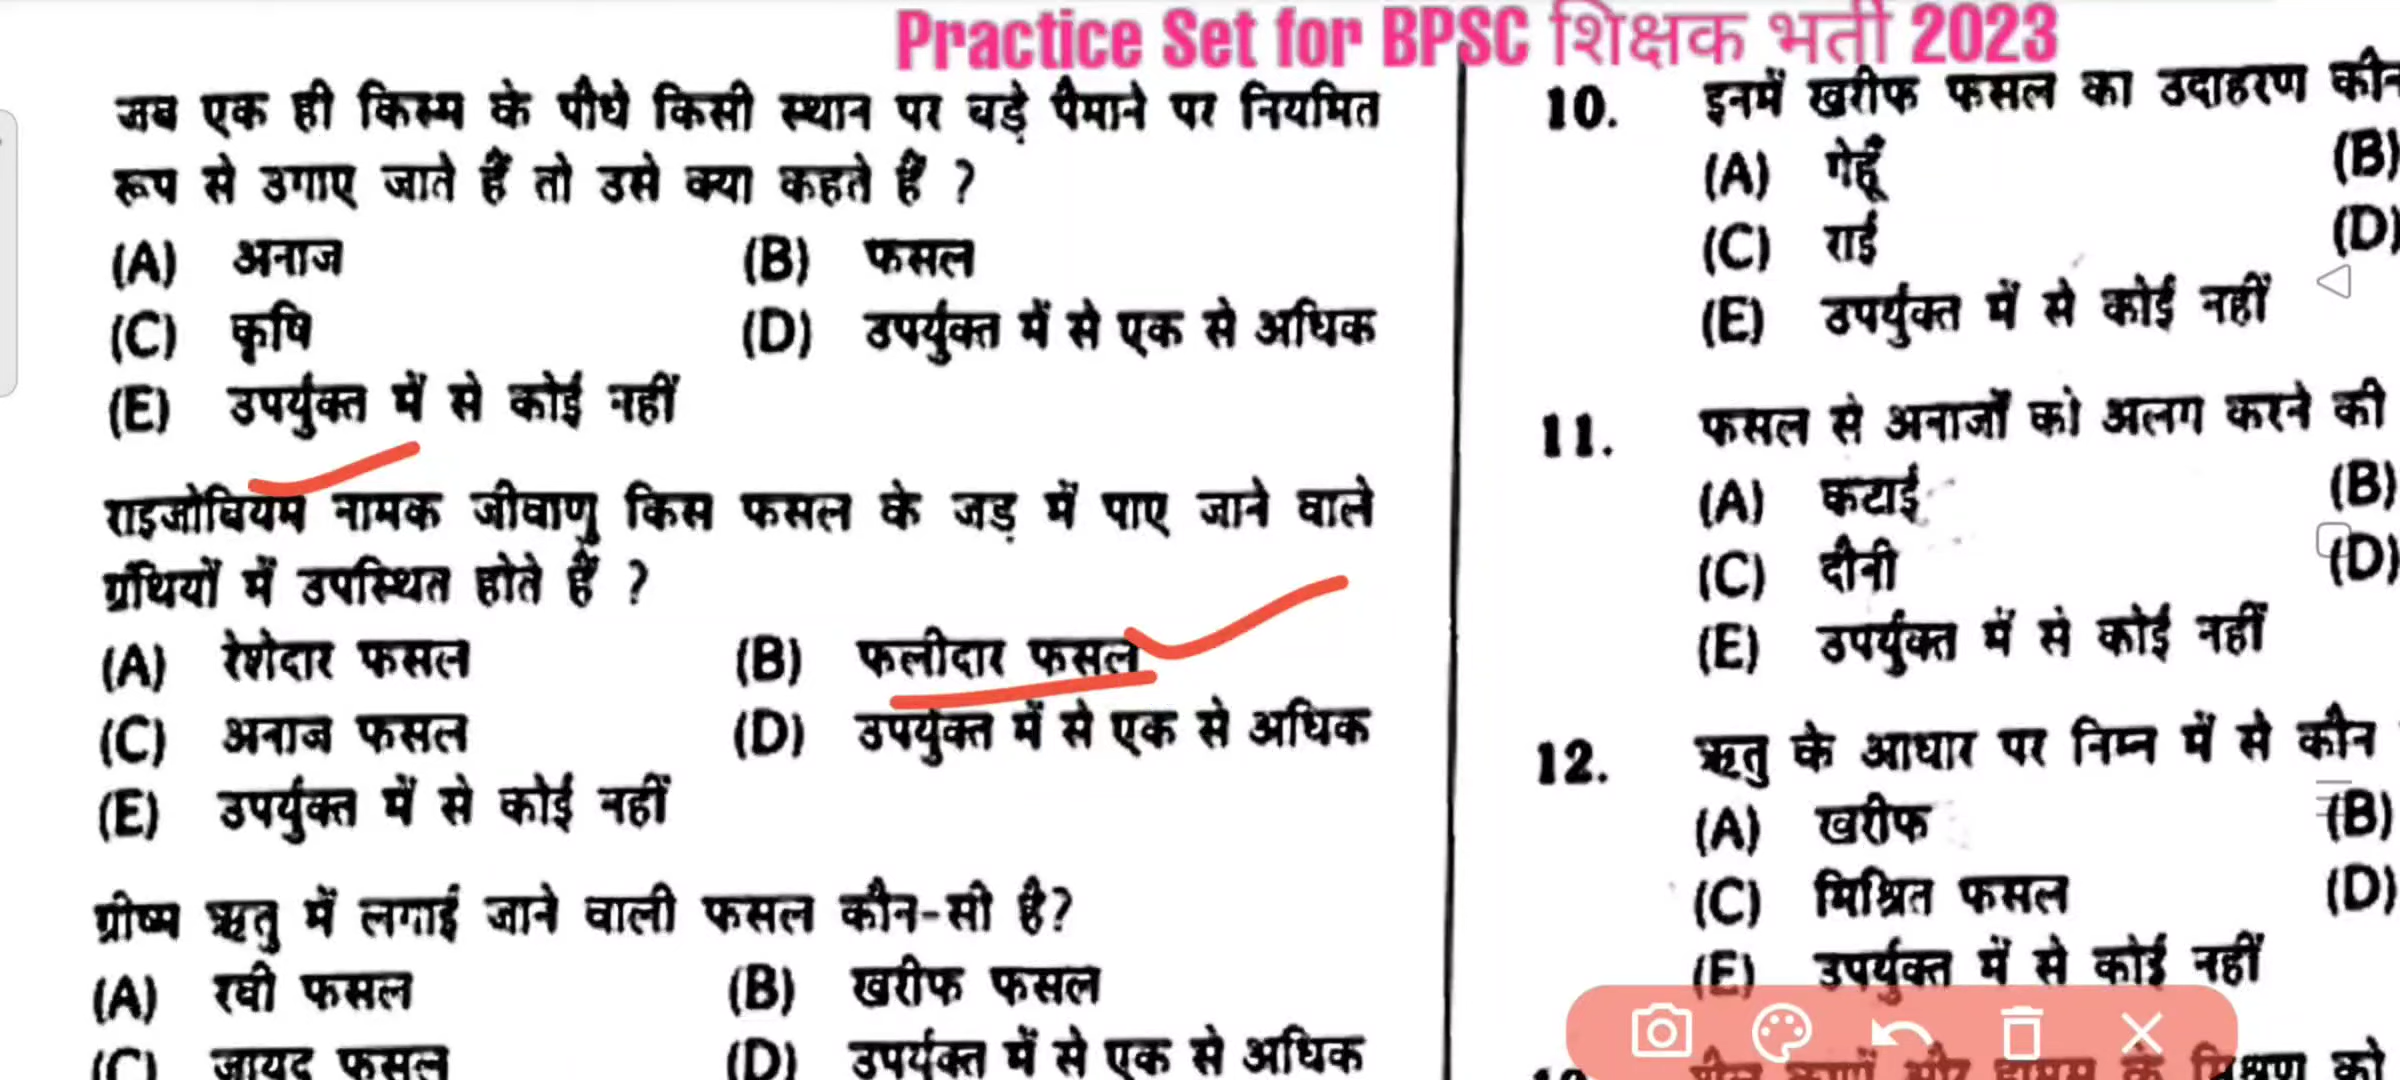 Practice Set for BPSC शिक्षक भर्ती 2023
जब एक ही किस्म के पौधे किसी स्थान पर बड़े पैमाने पर नियमित
रूप से उगाए जाते हैं तो उसे क्या कहते हैं ?
(A) अनाज (B) फसल
(C) कृषि (D) उपर्युक्त में से एक से अधिक
(E) उपर्युक्त में से कोई नहीं
राइजोबियम नामक जीवाणु किस फसल के जड़ में पाए जाने वाले
ग्रंथियों में उपस्थित होते हैं ?
(A) रेशेदार फसल (B) फलीदार फसल
(C) अनाज फसल (D) उपर्युक्त में से एक से अधिक
(E) उपर्युक्त में से कोई नहीं
ग्रीष्म ऋतु में लगाई जाने वाली फसल कौन-सी है?
(A) रबी फसल (B) खरीफ फसल
(C) जायद फसल (D) उपर्युक्त में से एक से अधिक
10. इनमें खरीफ फसल का उदाहरण
(A) गेहूँ (B)
(C) राई (D)
(E) उपर्युक्त में से कोई नहीं
11. फसल से अनाजों को अलग करने की
(A) कटाई (B)
(C) दौनी (D)
(E) उपर्युक्त में से कोई नहीं
12. ऋतु के आधार पर निम्न में से कौन
(A) खरीफ (B)
(C) मिश्रित फसल (D)
(E) उपर्युक्त में से कोई नहीं
के मिश्रण को